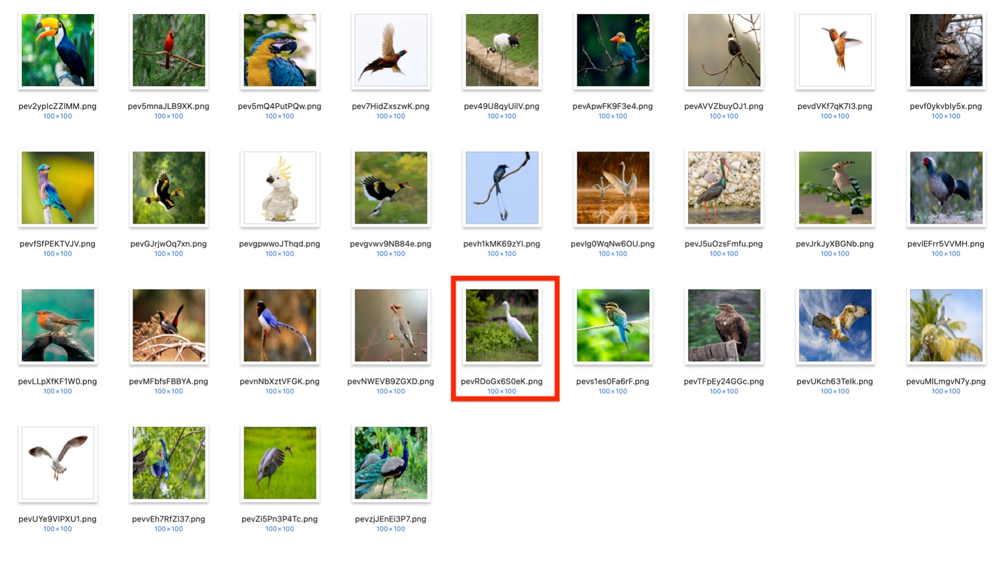 pev2ypIcZZIMM.png
pev5mnaJLB9XK.png
pev5mQ4PutPQw.png
pev7HidZxszwK.png
pev49U8qyUiIV.png
pevApwFK9F3e4.png
pevAVVZbuyOJ1.png
pevdVKf7qK7I3.png
pevf0ykvbIy5x.png
100×100
100×100
100×100
100×100
100×100
100×100
100×100
100×100
100×100
pevfSfPEKTVJV.png
pevGJrjwOq7xn.png
pevgpwwoJThqd.png
pevgvwv9NB84e.png
pevh1kMK69zYI.png
pevIg0WqNw6OU.png
pevJ5uOzsFmfu.png
pevJrkJyXBGNb.png
pevlEFrr5VVMH.png
100×100
100×100
100×100
100×100
100×100
100×100
100×100
100×100
100×100
pevLLpXfKF1W0.png
pevMFbfsFBBYA.png
pevnNbXztVFGK.png
pevNWEVB9ZGXD.png
pevRDoGx6S0eK.png
pevs1es0Fa6rF.png
pevTFpEy24GGc.png
pevUKch63TeIk.png
pevuMILmgvN7y.png
100×100
100×100
100×100
100×100
100×100
100×100
100×100
100×100
100×100
pevUYe9VIPXU1.png
pevvEh7RfZI37.png
pevZi5Pn3P4Tc.png
pevzjJEnEi3P7.png
100×100
100×100
100×100
100×100